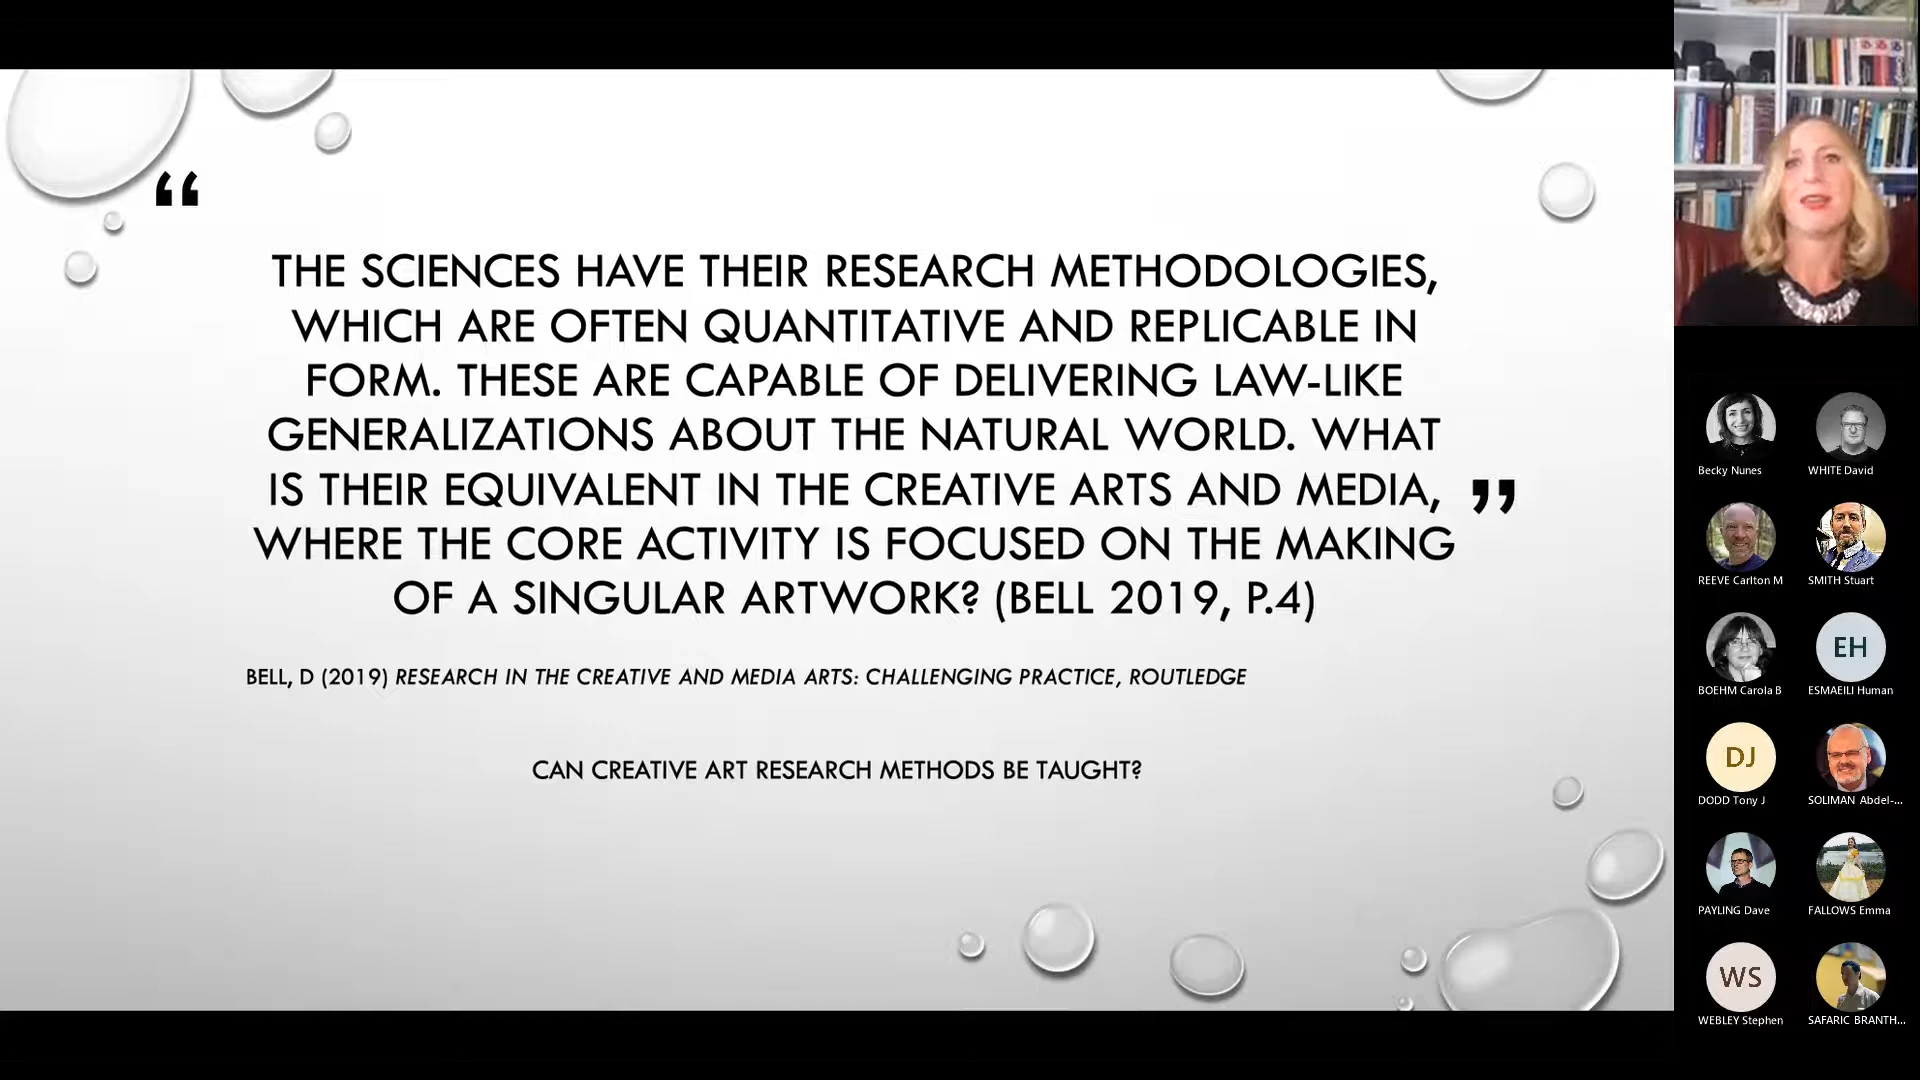 “
THE SCIENCES HAVE THEIR RESEARCH METHODOLOGIES,
WHICH ARE OFTEN QUANTITATIVE AND REPLICABLE IN
FORM. THESE ARE CAPABLE OF DELIVERING LAW-LIKE
GENERALIZATIONS ABOUT THE NATURAL WORLD. WHAT
IS THEIR EQUIVALENT IN THE CREATIVE ARTS AND MEDIA, ”
WHERE THE CORE ACTIVITY IS FOCUSED ON THE MAKING
OF A SINGULAR ARTWORK? (BELL 2019, P.4)
BELL, D (2019) RESEARCH IN THE CREATIVE AND MEDIA ARTS: CHALLENGING PRACTICE, ROUTLEDGE
CAN CREATIVE ART RESEARCH METHODS BE TAUGHT?
Becky Nunes
WHITE David
REEVE Carlton M
SMITH Stuart
BOEHM Carola B
EH
ESMAEILI Human
DJ
DODD Tony J
SOLIMAN Abdel-...
PAYLING Dave
FALLOWS Emma
WS
WEBLEY Stephen
SAFARIC BRANTH...